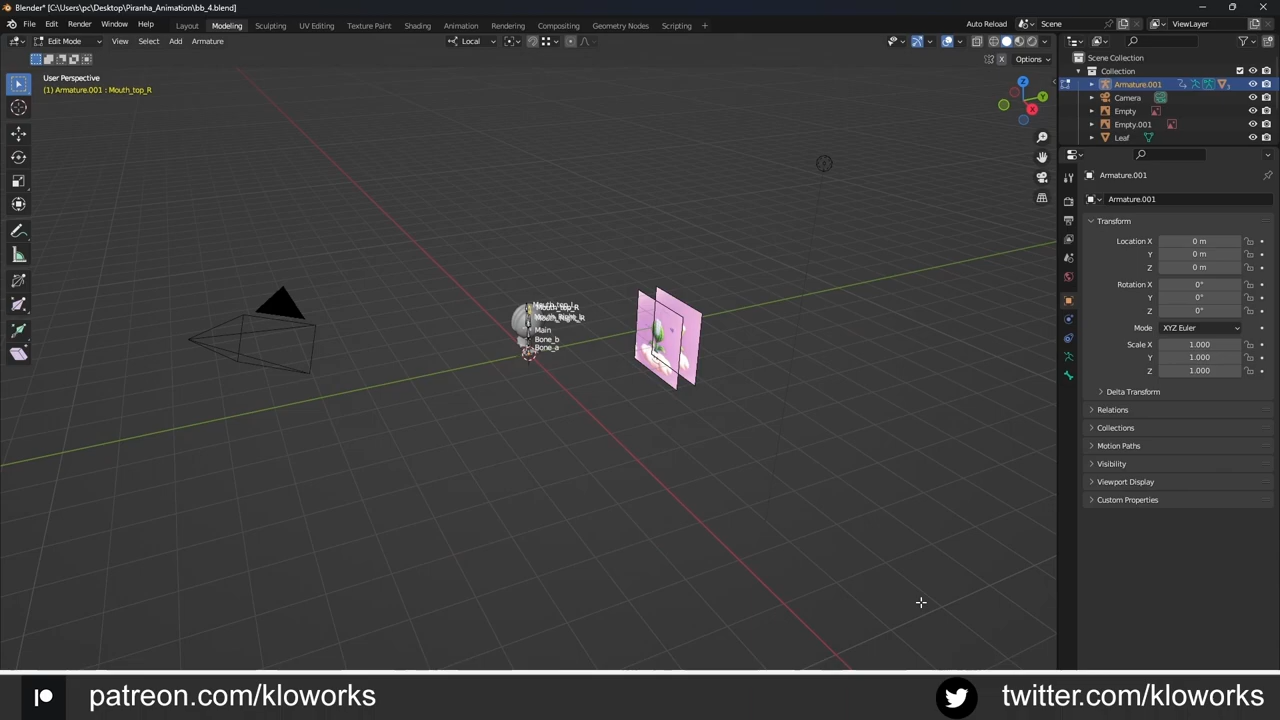 Blender* [C:\Users\pc\Desktop\Piranha_Animation\bb_4.blend]
File Edit Render Window Help Layout Modeling Sculpting UV Editing Texture Paint Shading Animation Rendering Compositing Geometry Nodes Scripting + Auto Reload Scene ViewLayer
Edit Mode View Select Add Armature Local
X Options
User Perspective
(1) Armature.001 : Mouth_top_R
Z
Y
X
Mouth_top_R
Main
Bone_b
Bone_a
Scene Collection
Collection
Armature.001 3
Camera
Empty
Empty.001
Leaf
Armature.001
Armature.001
Transform
Location X 0 m
Y 0 m
Z 0 m
Rotation X 0°
Y 0°
Z 0°
Mode XYZ Euler
Scale X 1.000
Y 1.000
Z 1.000
Delta Transform
Relations
Collections
Motion Paths
Visibility
Viewport Display
Custom Properties
patreon.com/kloworks
twitter.com/kloworks